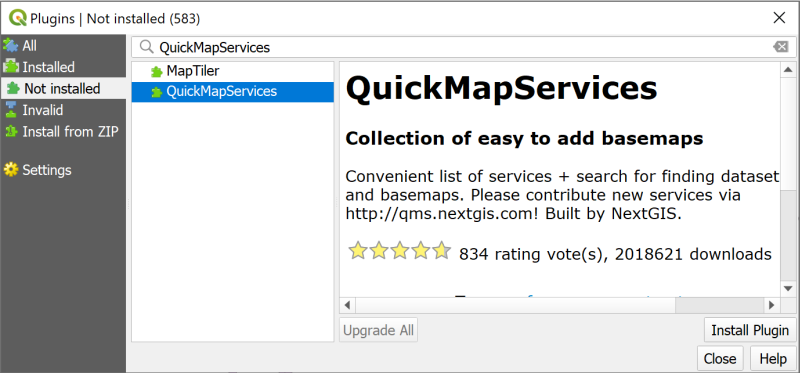 Plugins | Not installed (583)
All
Installed
Not installed
Invalid
Install from ZIP
Settings
QuickMapServices
MapTiler
QuickMapServices
QuickMapServices
Collection of easy to add basemaps
Convenient list of services + search for finding dataset
and basemaps. Please contribute new services via
http://qms.nextgis.com! Built by NextGIS.
834 rating vote(s), 2018621 downloads
Upgrade All
Install Plugin
Close
Help